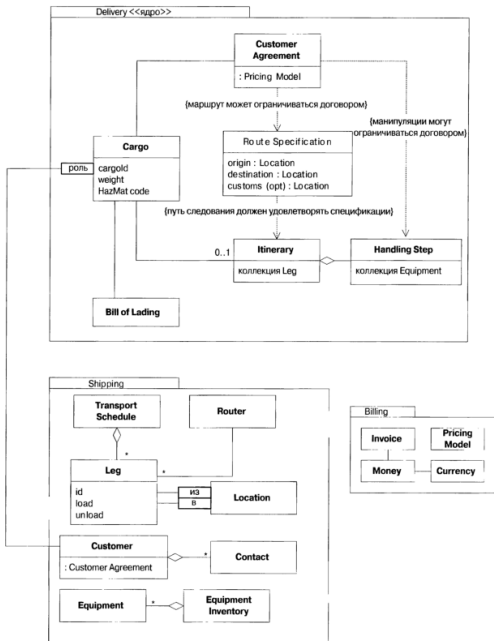 Delivery <<ядро>>
Customer
Agreement
: Pricing Model
{маршрут может ограничиваться договором}
{манипуляции могут
ограничиваться договором}
Cargo
роль
cargoId
weight
HazMat code
Route Specification
origin : Location
destination : Location
customs (opt) : Location
{путь следования должен удовлетворять спецификации}
0..1
Itinerary
коллекция Leg
Handling Step
коллекция Equipment
Bill of Lading
Shipping
Transport
Schedule
Router
*
Leg
*
id
load
unload
из
в
Location
Customer
: Customer Agreement
*
Contact
Equipment
*
Equipment
Inventory
Billing
Invoice
Pricing
Model
Money
Currency